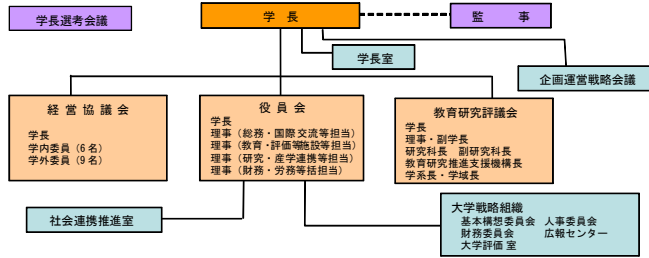 学長選考会議
学 長
監 事
学長室
企画運営戦略会議
経 営 協 議 会
学長
学内委員（６名）
学外委員（９名）
役 員 会
学長
理事（総務・国際交流等担当）
理事（教育・評価等施設等担当）
理事（研究・産学連携等担当）
理事（財務・労務等括担当）
教育研究評議会
学長
理事・副学長
研究科長 副研究科長
教育研究推進支援機構長
学系長・学域長
社会連携推進室
大学戦略組織
基本構想委員会 人事委員会
財務委員会 広報センター
大学評価室